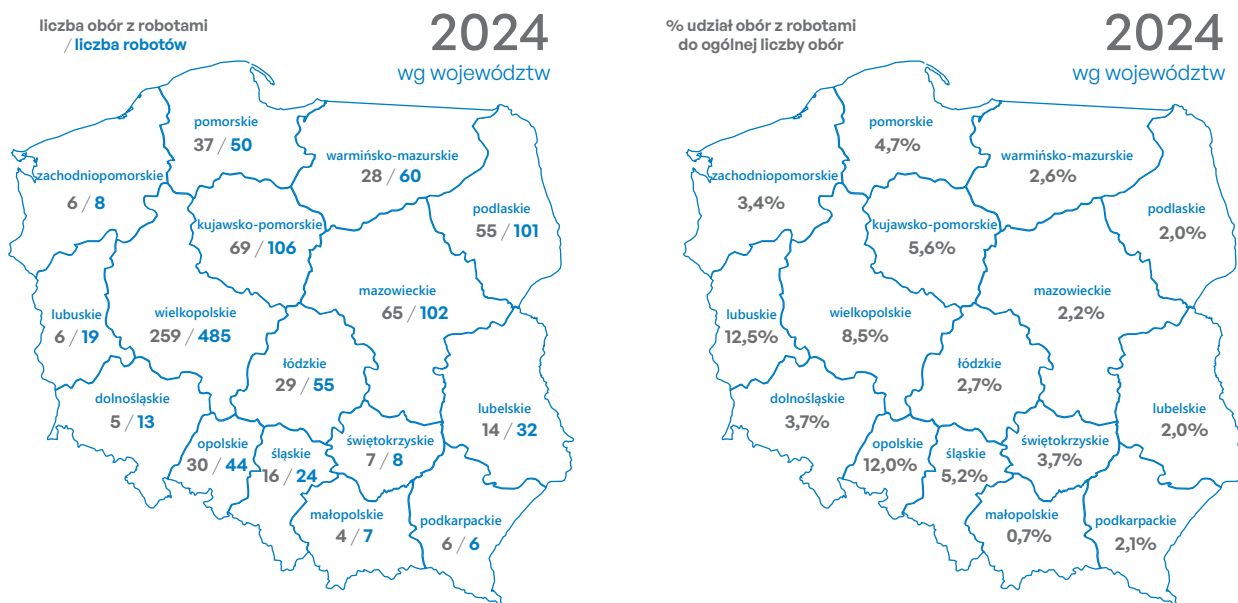 liczba obór z robotami
/ liczba robotów
2024
wg województw
pomorskie
37 / 50
warmińsko-mazurskie
28 / 60
zachodniopomorskie
6 / 8
podlaskie
55 / 101
kujawsko-pomorskie
69 / 106
mazowieckie
65 / 102
lubuskie
6 / 19
wielkopolskie
259 / 485
łódzkie
29 / 55
dolnośląskie
5 / 13
lubelskie
14 / 32
opolskie
30 / 44
śląskie
16 / 24
świętokrzyskie
7 / 8
małopolskie
4 / 7
podkarpackie
6 / 6
% udział obór z robotami
do ogólnej liczby obór
2024
wg województw
pomorskie
4,7%
warmińsko-mazurskie
2,6%
zachodniopomorskie
3,4%
podlaskie
2,0%
kujawsko-pomorskie
5,6%
mazowieckie
2,2%
lubuskie
12,5%
wielkopolskie
8,5%
łódzkie
2,7%
dolnośląskie
3,7%
lubelskie
2,0%
opolskie
12,0%
śląskie
5,2%
świętokrzyskie
3,7%
małopolskie
0,7%
podkarpackie
2,1%